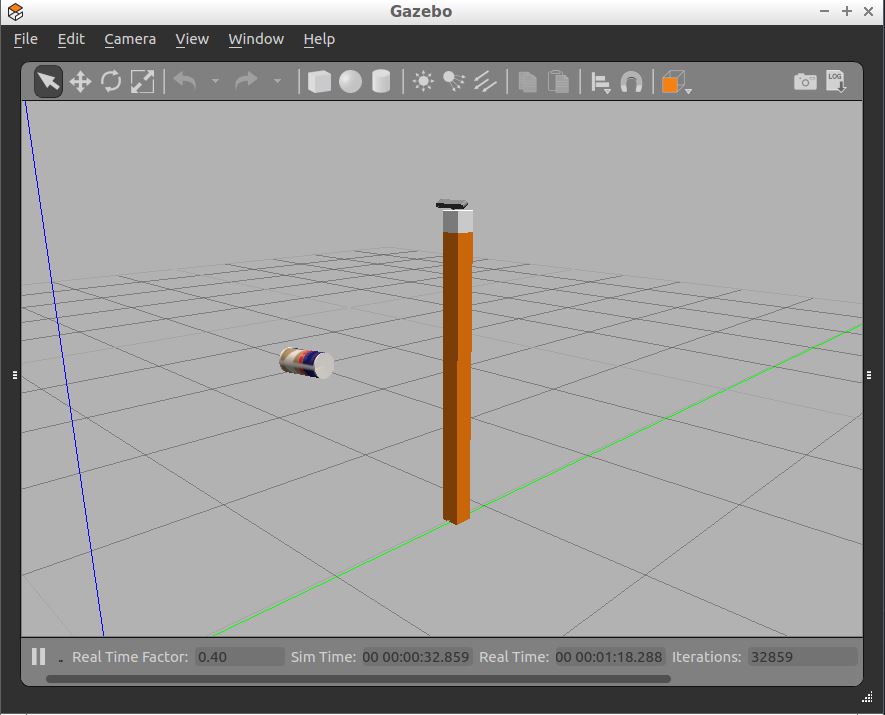 Gazebo
File Edit Camera View Window Help
LOG
Real Time Factor: 0.40 Sim Time: 00 00:00:32.859 Real Time: 00 00:01:18.288 Iterations: 32859